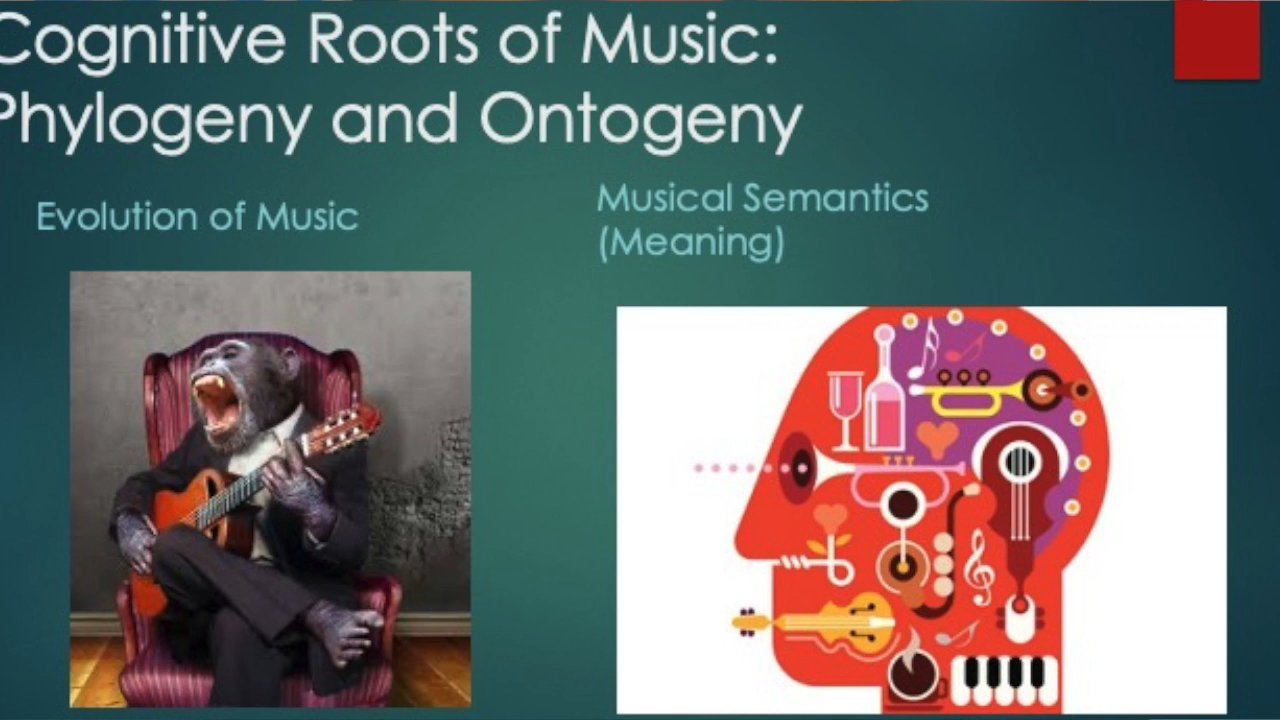 Cognitive Roots of Music:
Phylogeny and Ontogeny
Evolution of Music
Musical Semantics
(Meaning)